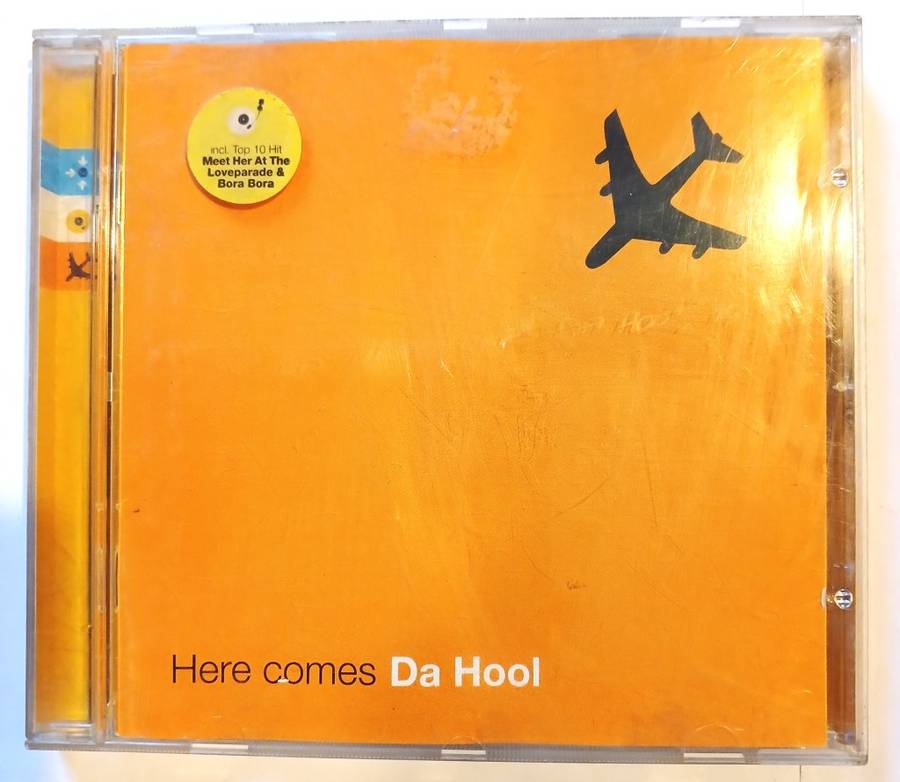 incl. Top 10 Hit
Meet Her At The
Loveparade &
Bora Bora
Here comes Da Hool